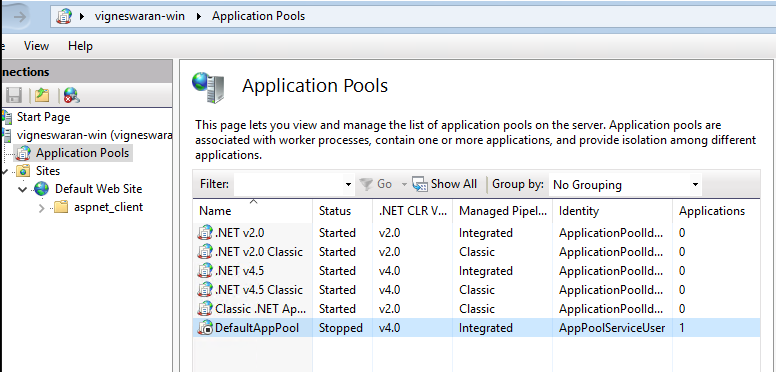 vigneswaran-win Application Pools
View Help
nnections
Start Page
vigneswaran-win (vigneswara
Application Pools
Sites
Default Web Site
aspnet_client
Application Pools
This page lets you view and manage the list of application pools on the server. Application pools are
associated with worker processes, contain one or more applications, and provide isolation among different
applications.
Filter: Go Show All Group by: No Grouping
Name Status .NET CLR V... Managed Pipel... Identity Applications
.NET v2.0 Started v2.0 Integrated ApplicationPoolId... 0
.NET v2.0 Classic Started v2.0 Classic ApplicationPoolId... 0
.NET v4.5 Started v4.0 Integrated ApplicationPoolId... 0
.NET v4.5 Classic Started v4.0 Classic ApplicationPoolId... 0
Classic .NET Ap... Started v2.0 Classic ApplicationPoolId... 0
DefaultAppPool Stopped v4.0 Integrated AppPoolServiceUser 1